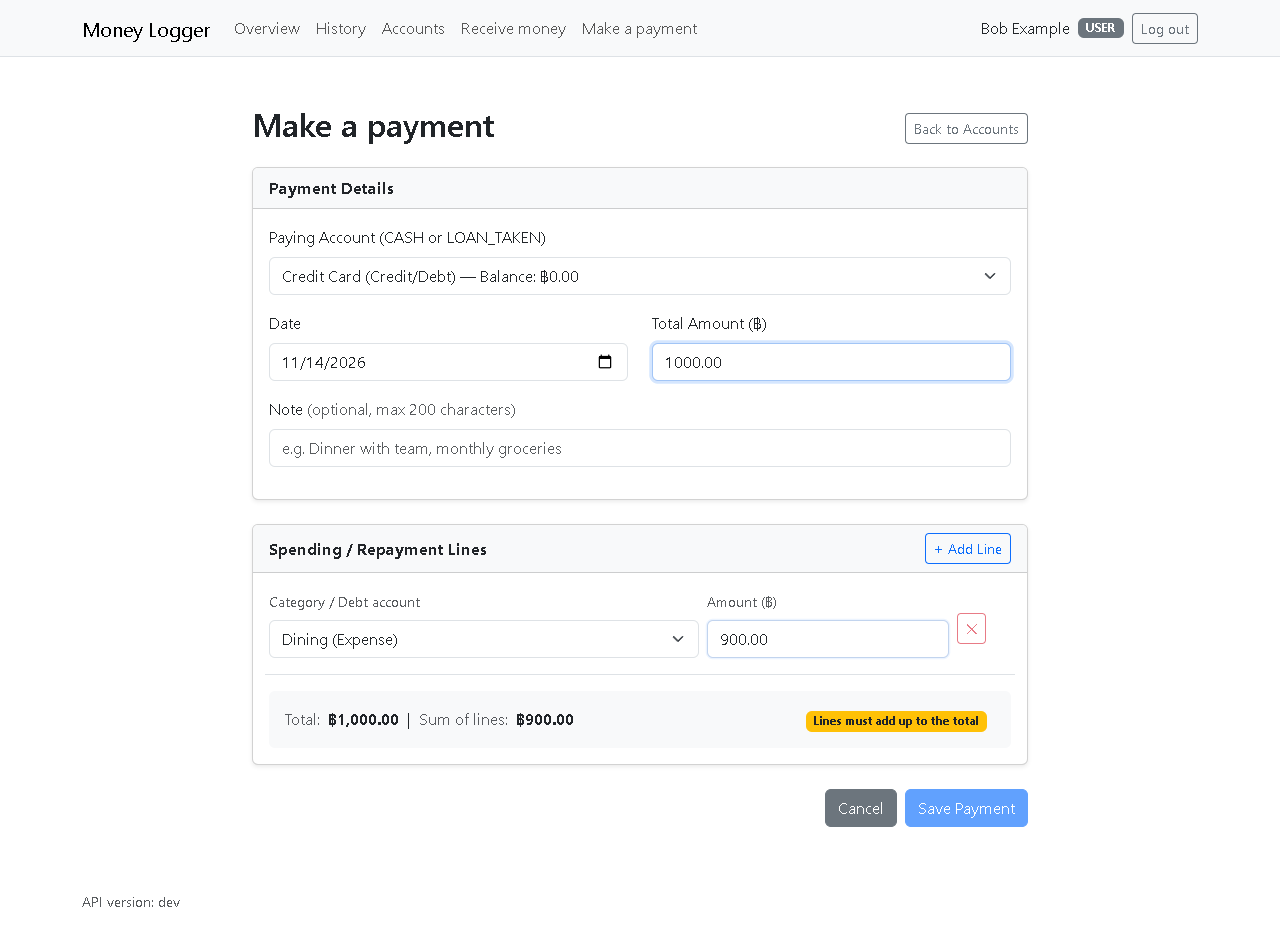 Money Logger Overview History Accounts Receive money Make a payment Bob Example USER Log out
Make a payment Back to Accounts
Payment Details
Paying Account (CASH or LOAN_TAKEN)
Credit Card (Credit/Debt) — Balance: ฿0.00
Date Total Amount (฿)
11/14/2026 1000.00
Note (optional, max 200 characters)
e.g. Dinner with team, monthly groceries
Spending / Repayment Lines + Add Line
Category / Debt account Amount (฿)
Dining (Expense) 900.00
Total: ฿1,000.00 | Sum of lines: ฿900.00 Lines must add up to the total
Cancel Save Payment
API version: dev